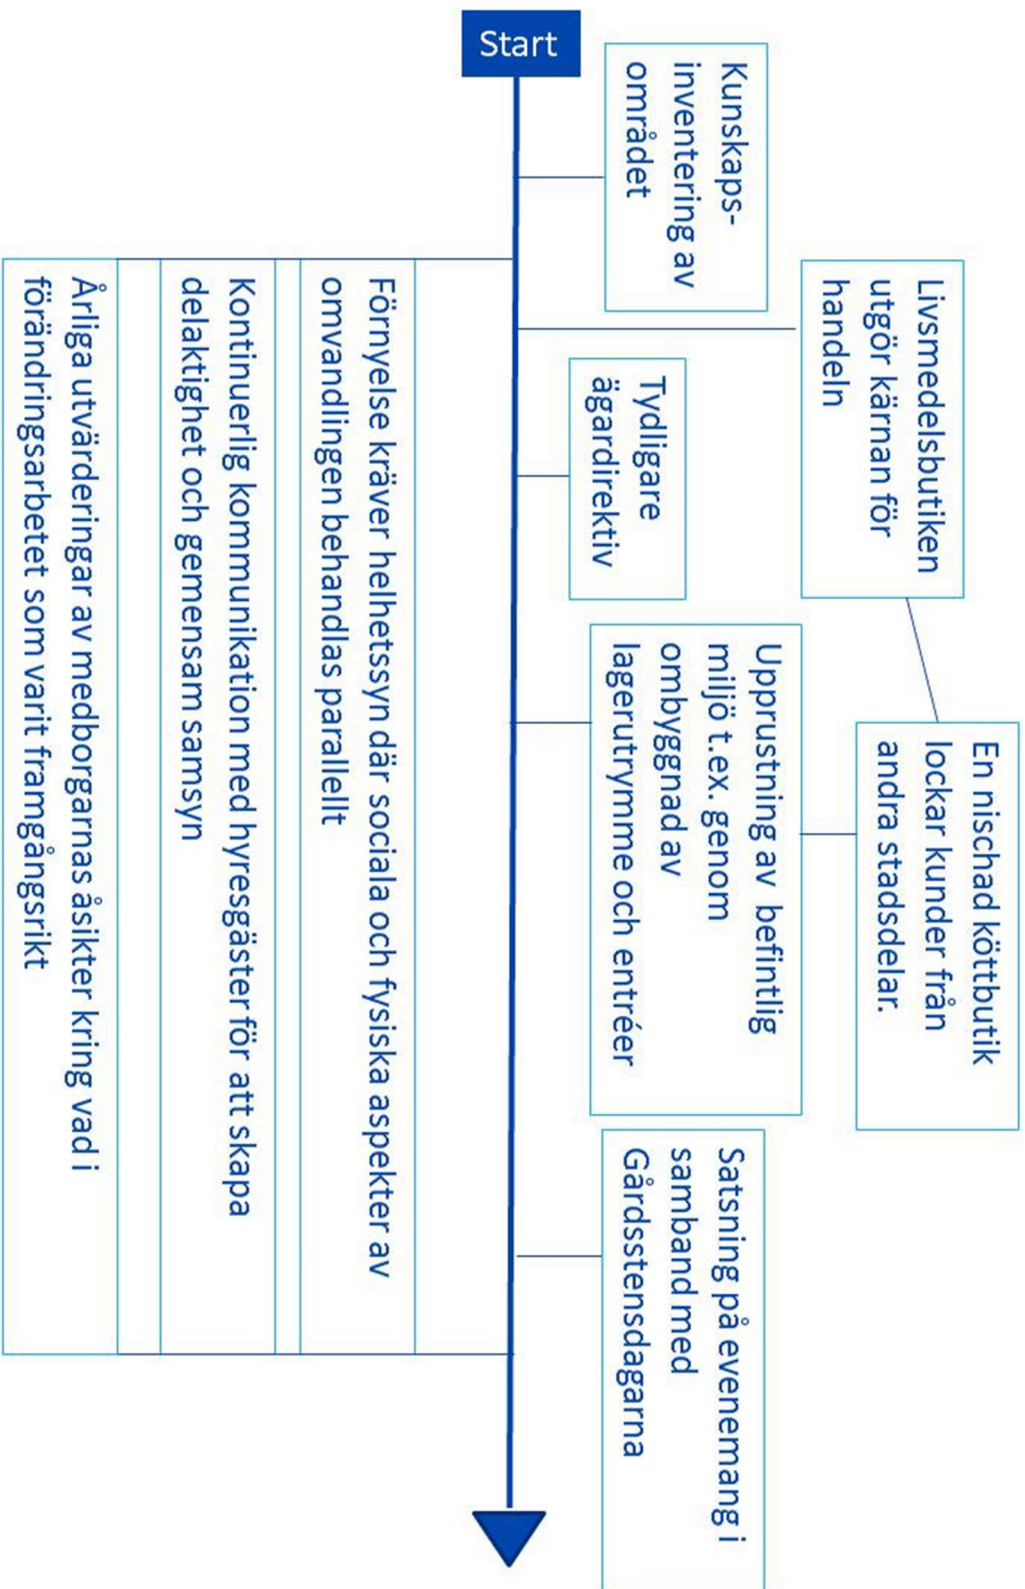 Start
Kunskaps-
inventering av
området
Livsmedelsbutiken
utgör kärnan för
handeln
Tydligare
ägardirektiv
En nischad köttbutik
lockar kunder från
andra stadsdelar.
Upprustning av befintlig
miljö t.ex. genom
ombyggnad av
lagerutrymme och entréer
Satsning på evenemang i
samband med
Gårdsstensdagarna
Förnyelse kräver helhetssyn där sociala och fysiska aspekter av
omvandlingen behandlas parallellt
Kontinuerlig kommunikation med hyresgäster för att skapa
delaktighet och gemensam samsyn
Årliga utvärderingar av medborgarnas åsikter kring vad i
förändringsarbetet som varit framgångsrikt